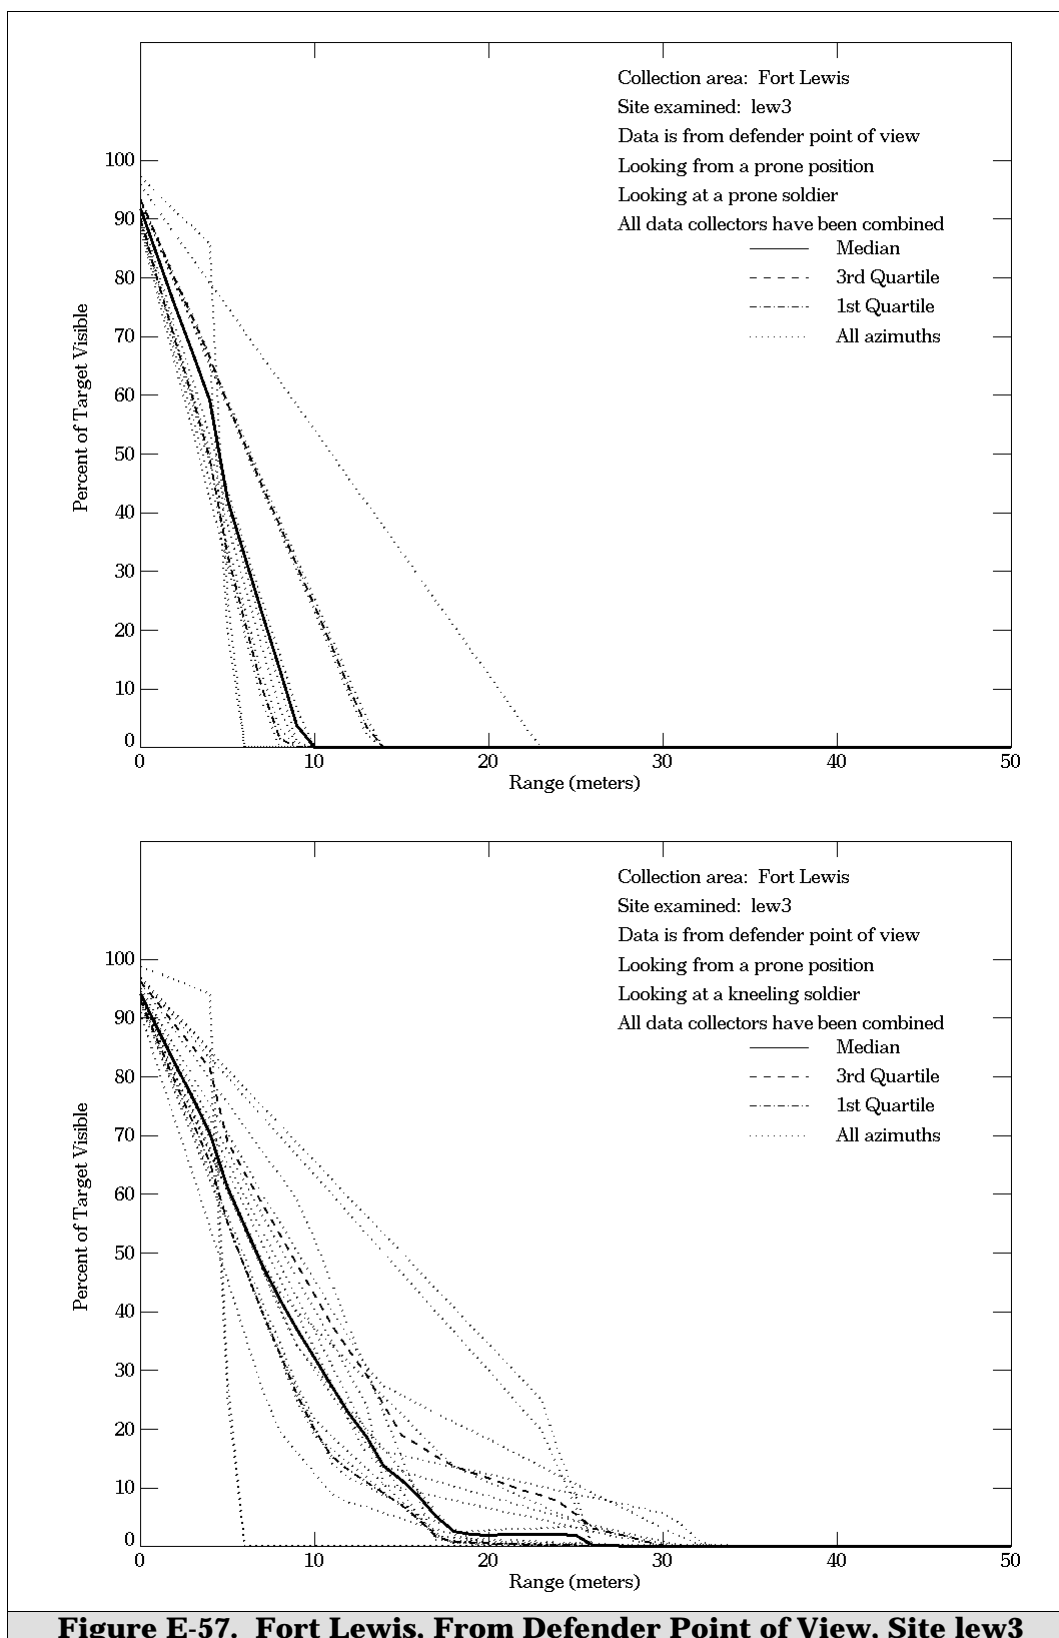 Collection area: Fort Lewis
Site examined: lew3
Data is from defender point of view
Looking from a prone position
Looking at a prone soldier
All data collectors have been combined
Median
3rd Quartile
1st Quartile
All azimuths
100
90
80
70
60
50
40
30
20
10
0
Percent of Target Visible
0 10 20 30 40 50
Range (meters)
Collection area: Fort Lewis
Site examined: lew3
Data is from defender point of view
Looking from a prone position
Looking at a kneeling soldier
All data collectors have been combined
Median
3rd Quartile
1st Quartile
All azimuths
100
90
80
70
60
50
40
30
20
10
0
Percent of Target Visible
0 10 20 30 40 50
Range (meters)
Figure E-57. Fort Lewis, From Defender Point of View, Site lew3